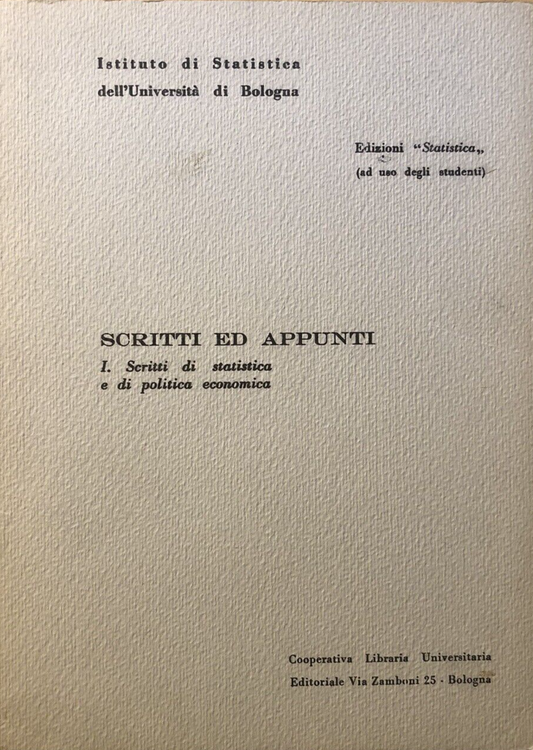 Istituto di Statistica
dell'Università di Bologna
Edizioni “Statistica„
(ad uso degli studenti)
SCRITTI ED APPUNTI
I. Scritti di statistica
e di politica economica
Cooperativa Libraria Universitaria
Editoriale Via Zamboni 25 - Bologna